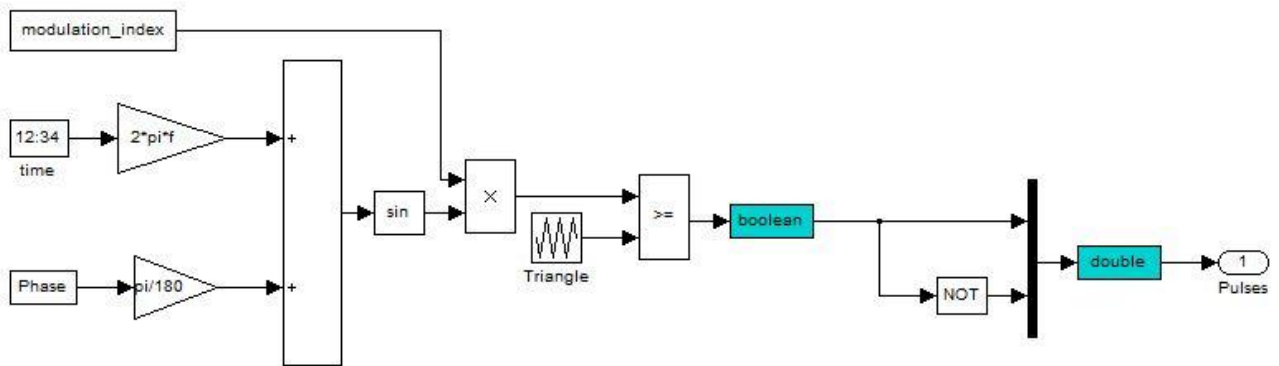 modulation_index
12:34
time
2*pi*f
+
Phase
pi/180
+
sin
×
Triangle
>=
boolean
NOT
double
1
Pulses